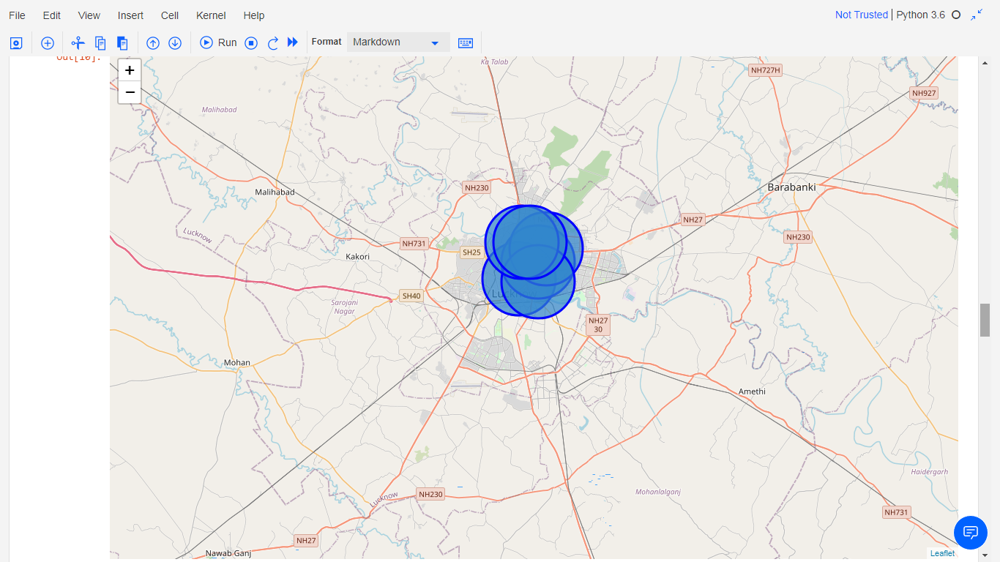 File Edit View Insert Cell Kernel Help
Not Trusted Python 3.6
Run
Format
Markdown
Out[10]:
+
−
Ka Talab
NH727H
NH927
Malihabad
NH230
Malihabad
Barabanki
NH27
Lucknow
NH731
NH230
SH25
Kakori
SH40
Sarojani
Nagar
NH27
30
Mohan
Amethi
Haidergarh
Mohanlalganj
NH230
Lucknow
NH731
NH27
Nawab Ganj
Leaflet